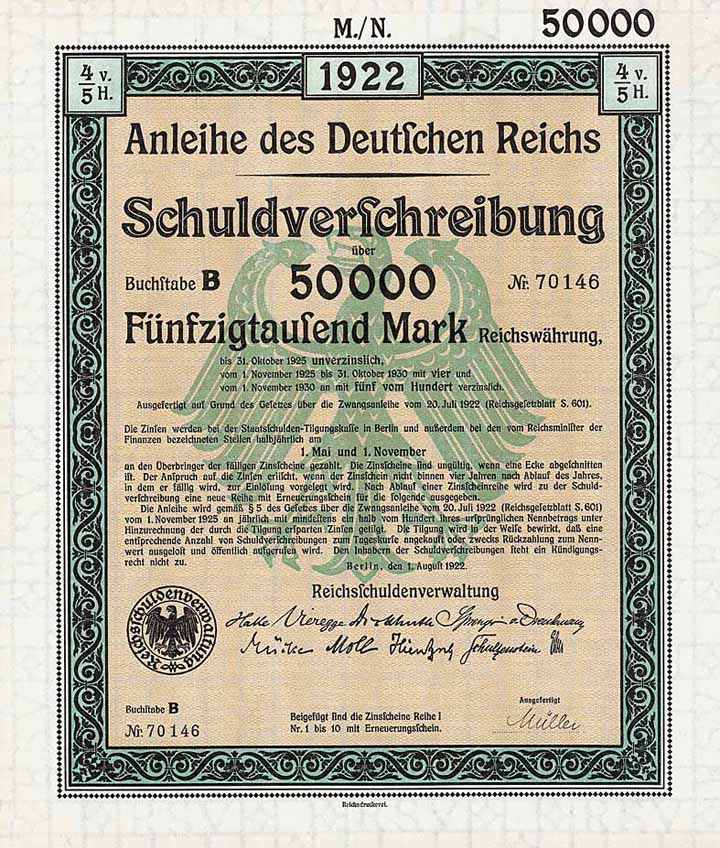 M./N.
50000
4/5 v. H.
1922
4/5 v. H.
Anleihe des Deutſchen Reichs
Schuldverſchreibung
über
Buchſtabe B 50000 Nr. 70146
Fünfzigtauſend Mark Reichswährung,
bis 31. Oktober 1925 unverzinslich,
vom 1. November 1925 bis 31. Oktober 1930 mit vier und
vom 1. November 1930 an mit fünf vom Hundert verzinslich.
Ausgefertigt auf Grund des Geſetzes über die Zwangsanleihe vom 20. Juli 1922 (Reichsgeſetzblatt S. 601).
Die Zinſen werden bei der Staatsſchulden-Tilgungskaſſe in Berlin und außerdem bei den vom Reichsminiſter der
Finanzen bezeichneten Stellen halbjährlich am
1. Mai und 1. November
an den Überbringer der fälligen Zinsſcheine gezahlt. Die Zinsſcheine ſind ungültig, wenn eine Ecke abgeſchnitten
iſt. Der Anſpruch auf die Zinſen erliſcht, wenn der Zinsſchein nicht binnen vier Jahren nach Ablauf des Jahres,
in dem er fällig wird, zur Einlöſung vorgelegt wird. Nach Ablauf einer Zinsſcheinreihe wird zu der Schuld-
verſchreibung eine neue Reihe mit Erneuerungsſchein für die folgende ausgegeben.
Die Anleihe wird gemäß § 5 des Geſetzes über die Zwangsanleihe vom 20. Juli 1922 (Reichsgeſetzblatt S. 601)
vom 1. November 1925 an jährlich mit mindeſtens ein halb vom Hundert ihres urſprünglichen Nennbetrags unter
Hinzurechnung der durch die Tilgung erſparten Zinſen getilgt. Die Tilgung wird in der Weiſe bewirkt, daß eine
entſprechende Anzahl von Schuldverſchreibungen zum Tageskurſe angekauft oder zwecks Rückzahlung zum Nenn-
wert ausgeloſt und öffentlich aufgerufen wird. Den Inhabern der Schuldverſchreibungen ſteht ein Kündigungs-
recht nicht zu.
Berlin, den 1. Auguſt 1922.
Reichsſchuldenverwaltung
Reichsſchuldenverwaltung
Halle Vieregge Springer
Mücke Moll
Buchſtabe B
Nr. 70146
Beigefügt ſind die Zinsſcheine Reihe I
Nr. 1 bis 10 mit Erneuerungsſchein.
Ausgefertigt
Müller
Reichsdruckerei.